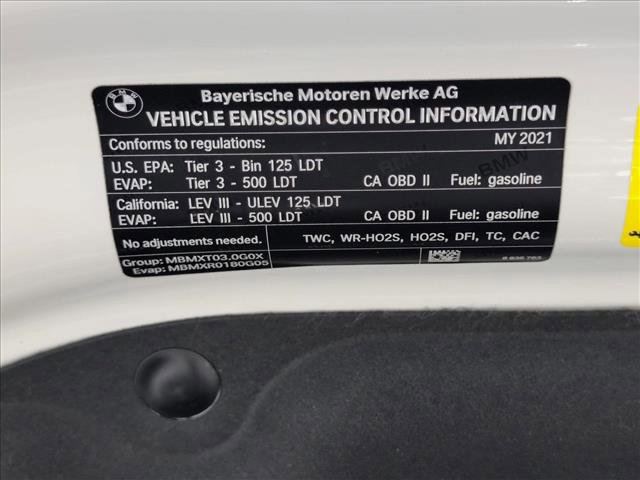 BMW
Bayerische Motoren Werke AG
VEHICLE EMISSION CONTROL INFORMATION
Conforms to regulations: MY 2021
U.S. EPA: Tier 3 - Bin 125 LDT
EVAP: Tier 3 - 500 LDT CA OBD II Fuel: gasoline
California: LEV III - ULEV 125 LDT
EVAP: LEV III - 500 LDT CA OBD II Fuel: gasoline
No adjustments needed. TWC, WR-HO2S, HO2S, DFI, TC, CAC
Group: MBMXT03.0G0X
Evap: MBMXR0180G05